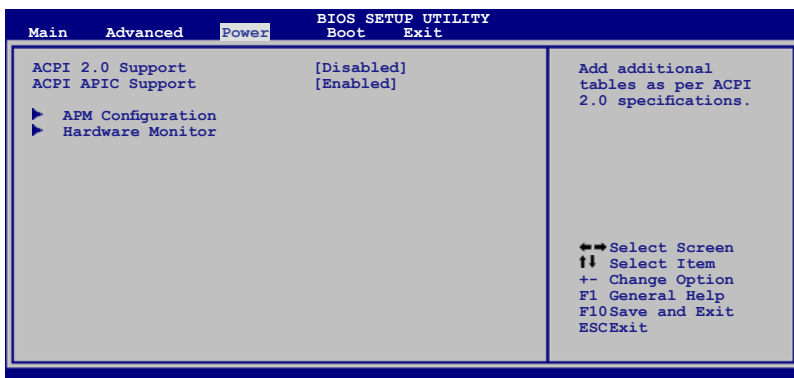 BIOS SETUP UTILITY
Main Advanced Power Boot Exit
ACPI 2.0 Support [Disabled]
ACPI APIC Support [Enabled]
APM Configuration
Hardware Monitor
Add additional
tables as per ACPI
2.0 specifications.
Select Screen
Select Item
+- Change Option
F1 General Help
F10Save and Exit
ESCExit